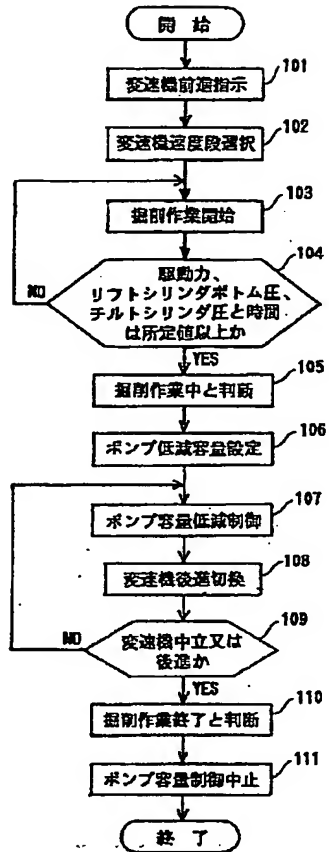 開始
変速機前進指示
101
変速機速度段選択
102
掘削作業開始
103
駆動力、
リフトシリンダボトム圧、
チルトシリンダ圧と時間
は所定値以上か
104
NO
YES
掘削作業中と判断
105
ポンプ低減容量設定
106
ポンプ容量低減制御
107
変速機後進切換
108
変速機中立又は
後進か
109
NO
YES
掘削作業終了と判断
110
ポンプ容量制御中止
111
終了